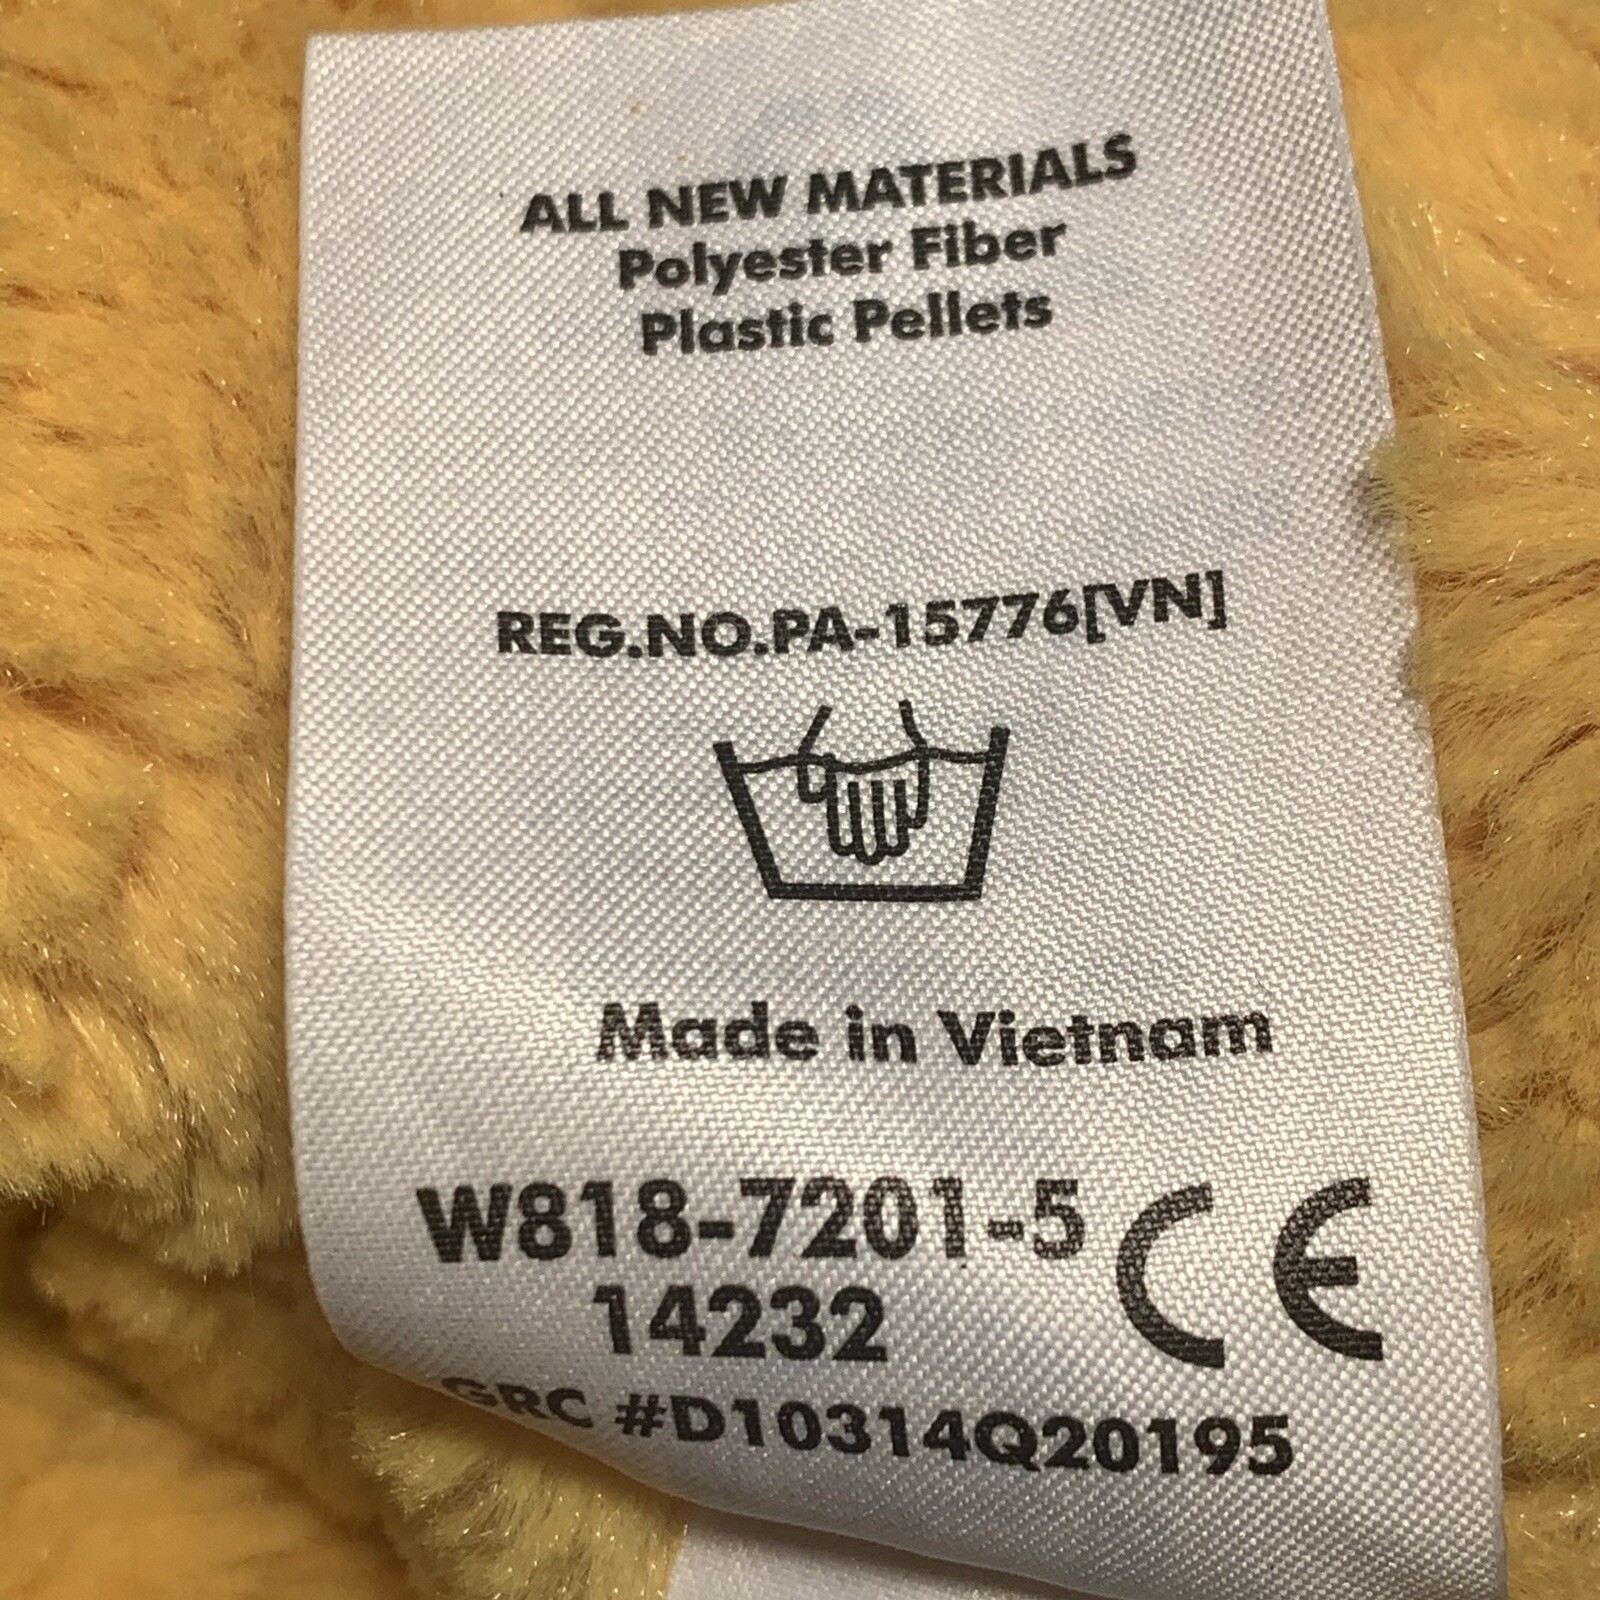 ALL NEW MATERIALS
Polyester Fiber
Plastic Pellets
REG.NO.PA-15776[VN]
Made in Vietnam
W818-7201-5 CE
14232
GRC #D10314Q20195